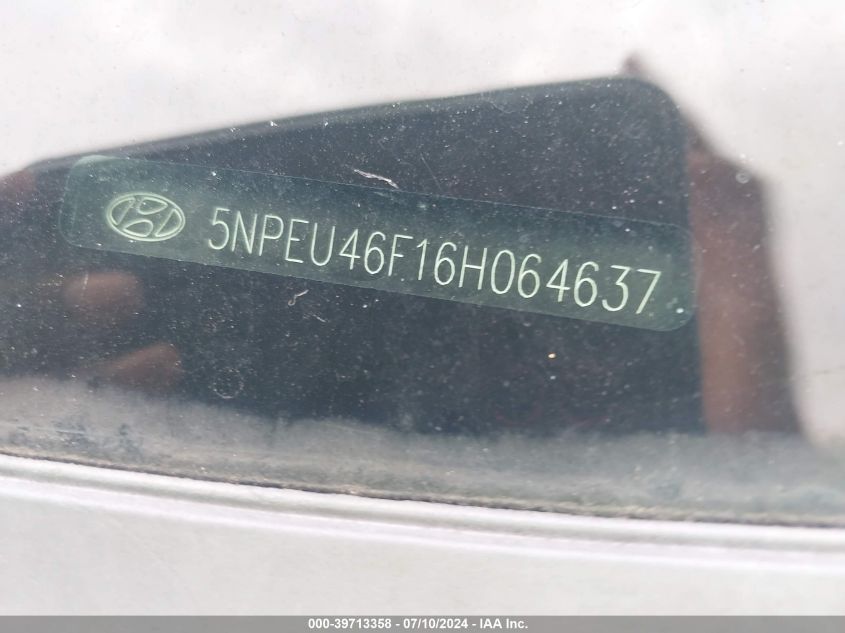 5NPEU46F16H064637
000-39713358 - 07/10/2024 - IAA Inc.